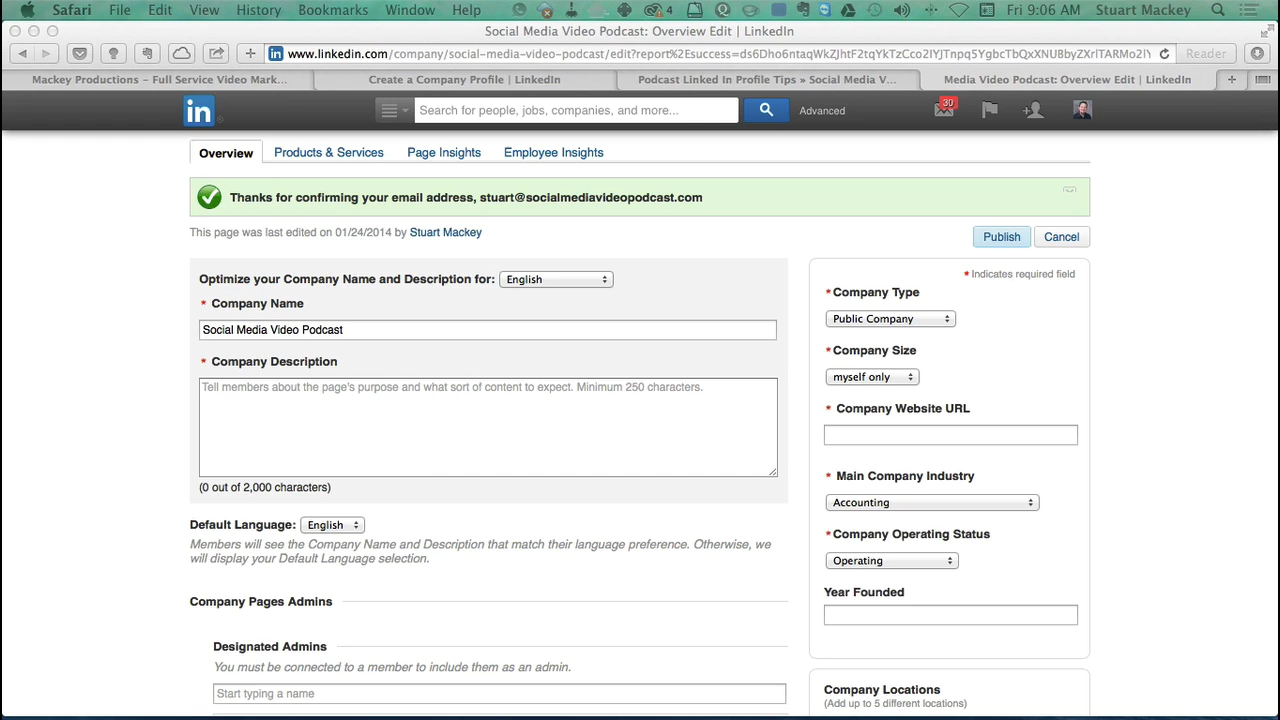 Safari File Edit View History Bookmarks Window Help 4 Fri 9:06 AM Stuart Mackey
Social Media Video Podcast: Overview Edit | LinkedIn
www.linkedin.com/company/social-media-video-podcast/edit?report%2Esuccess=ds6Dho6ntaqWkZJhtF2tqYkTzCco2IYJTnpq5YgbcTbQxXNUBbyZXrlTARMo2lY Reader
Mackey Productions – Full Service Video Mark... Create a Company Profile | LinkedIn Podcast Linked In Profile Tips » Social Media V... Media Video Podcast: Overview Edit | LinkedIn
in Search for people, jobs, companies, and more... Advanced 30
Overview Products & Services Page Insights Employee Insights
Thanks for confirming your email address, stuart@socialmediavideopodcast.com
This page was last edited on 01/24/2014 by Stuart Mackey
Publish Cancel
Optimize your Company Name and Description for: English
* Company Name
Social Media Video Podcast
* Company Description
Tell members about the page's purpose and what sort of content to expect. Minimum 250 characters.
(0 out of 2,000 characters)
Default Language: English
Members will see the Company Name and Description that match their language preference. Otherwise, we
will display your Default Language selection.
Company Pages Admins
Designated Admins
You must be connected to a member to include them as an admin.
Start typing a name
* Indicates required field
*Company Type
Public Company
*Company Size
myself only
* Company Website URL
* Main Company Industry
Accounting
*Company Operating Status
Operating
Year Founded
Company Locations
(Add up to 5 different locations)